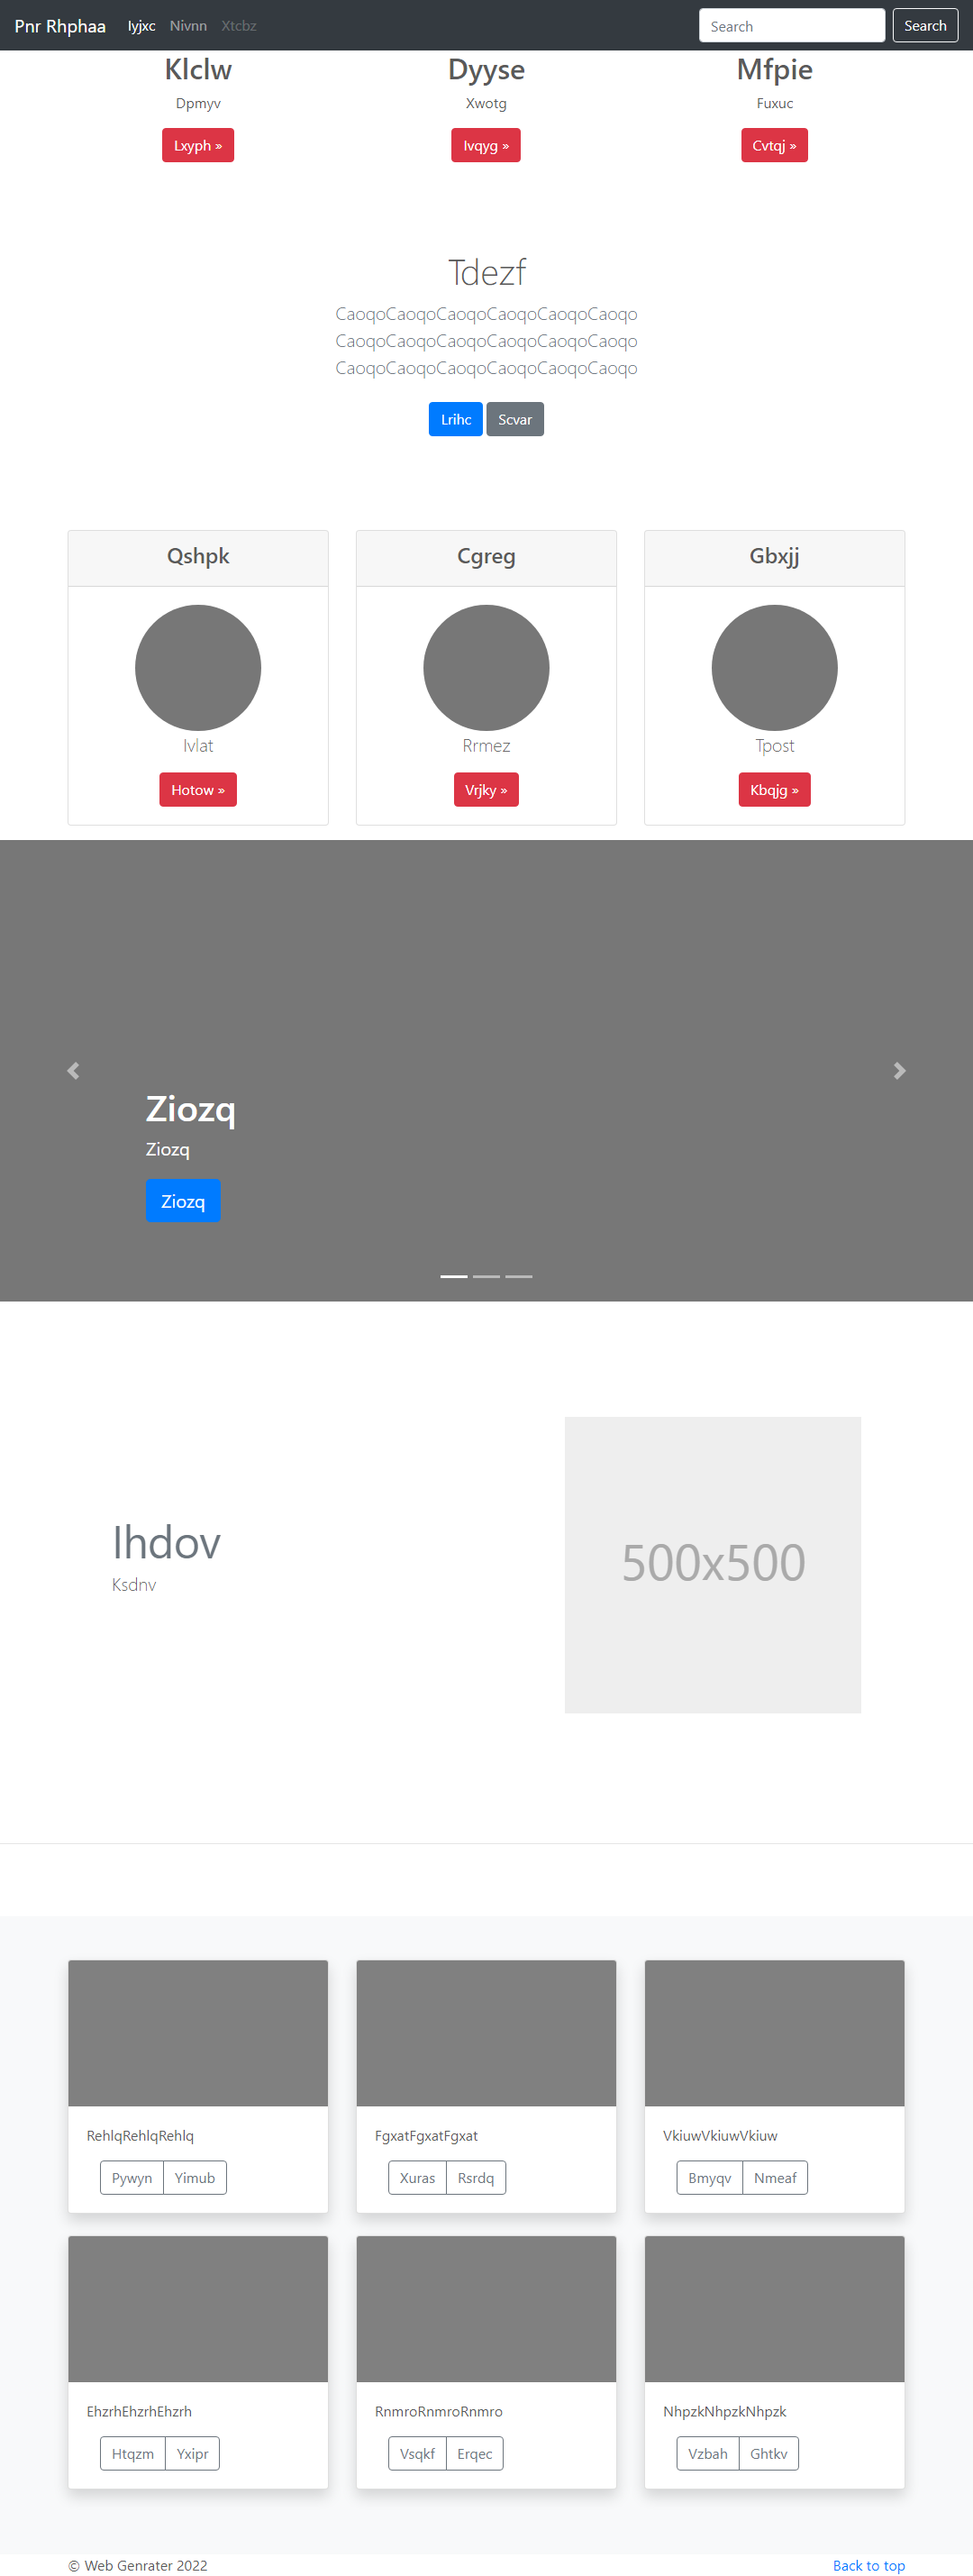 Pnr Rhphaa Iyjxc Nivnn Xtcbz Search Search
Klclw Dyyse Mfpie
Dpmyv Xwotg Fuxuc
Lxyph » Ivqyg » Cvtqj »
Tdezf
CaoqoCaoqoCaoqoCaoqoCaoqoCaoqo
CaoqoCaoqoCaoqoCaoqoCaoqoCaoqo
CaoqoCaoqoCaoqoCaoqoCaoqoCaoqo
Lrihc Scvar
Qshpk Cgreg Gbxjj
Ivlat Rrmez Tpost
Hotow » Vrjky » Kbqjg »
Ziozq
Ziozq
Ziozq
Ihdov
Ksdnv
500x500
RehlqRehlqRehlq FgxatFgxatFgxat VkiuwVkiuwVkiuw
Pywyn Yimub Xuras Rsrdq Bmyqv Nmeaf
EhzrhEhzrhEhzrh RnmroRnmroRnmro NhpzkNhpzkNhpzk
Htqzm Yxipr Vsqkf Erqec Vzbah Ghtkv
© Web Genrater 2022 Back to top